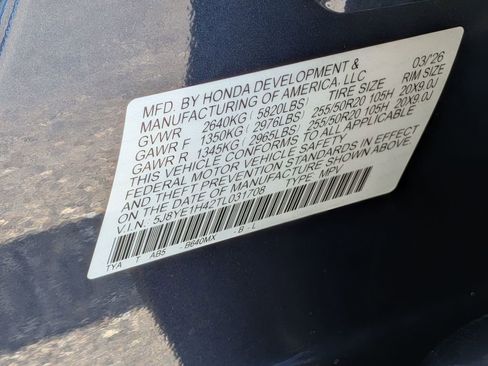 MFD. BY HONDA DEVELOPMENT & 03/'26
MANUFACTURING OF AMERICA, LLC
GVWR 2640KG ( 5820LBS) TIRE SIZE RIM SIZE
GAWR F 1350KG ( 2976LBS) 255/50R20 105H 20X9.0J
GAWR R 1345KG ( 2965LBS) 255/50R20 105H 20X9.0J
THIS VEHICLE CONFORMS TO ALL APPLICABLE
FEDERAL MOTOR VEHICLE SAFETY
AND THEFT PREVENTION STANDARDS IN EFFECT
ON THE DATE OF MANUFACTURE SHOWN ABOVE.
V.I.N.: 5J8YE1H42TL031708 TYPE: MPV
TYA T AB5 -B640MX -B -L